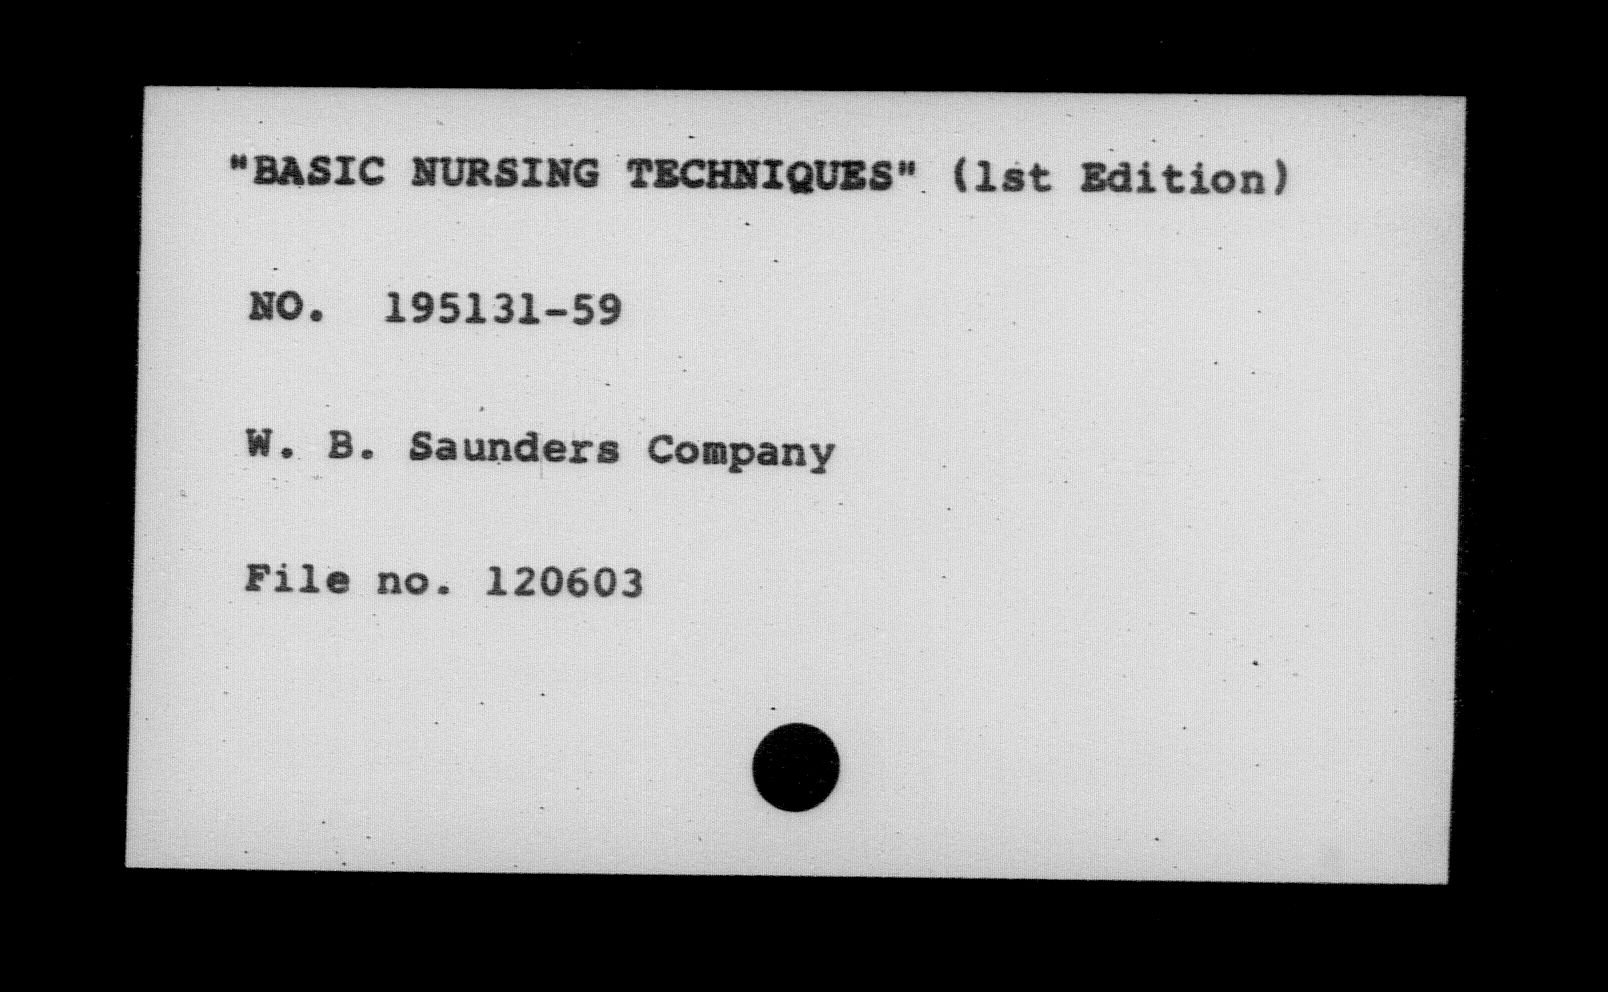 "BASIC NURSING TECHNIQUES" (1st Edition)
NO. 195131-59
W. B. Saunders Company
File no. 120603